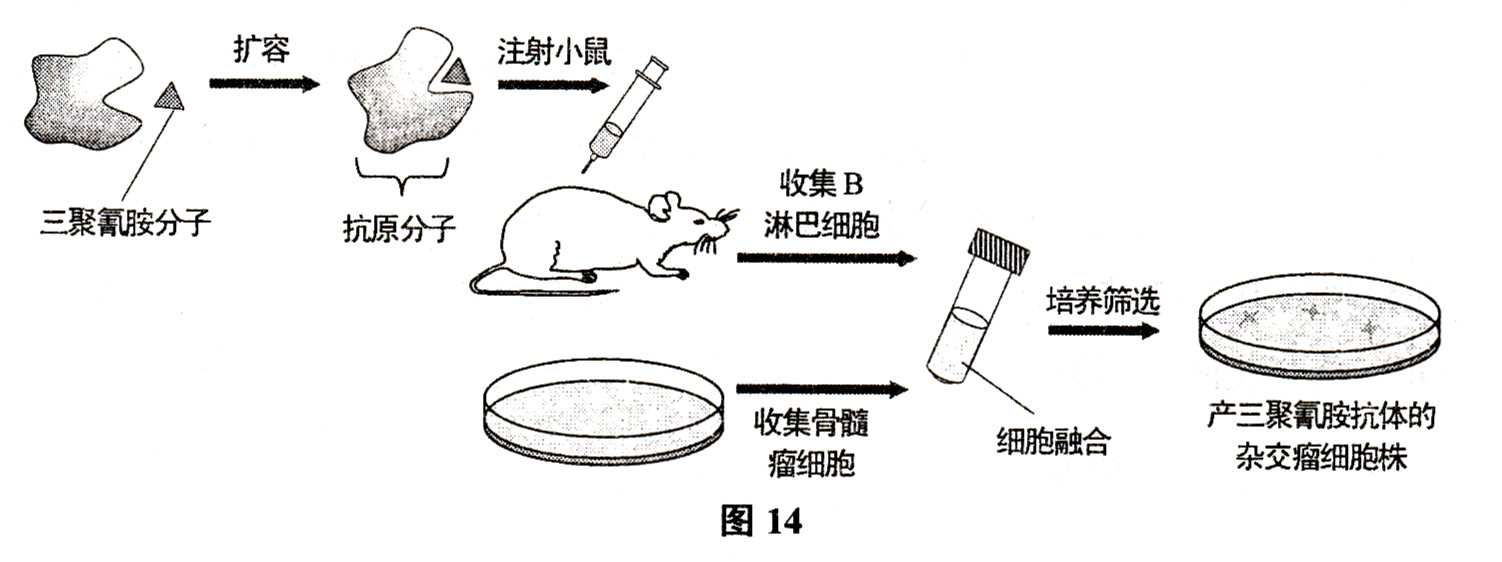 扩容
注射小鼠
三聚氰胺分子
抗原分子
收集 B
淋巴细胞
培养筛选
收集骨髓
瘤细胞
细胞融合
产三聚氰胺抗体的
杂交瘤细胞株
图 14